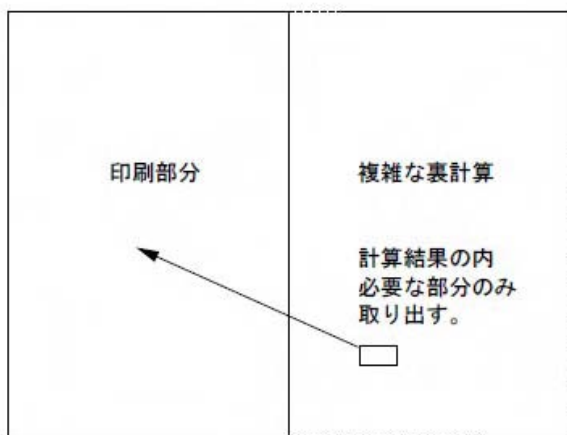 印刷部分
複雑な裏計算
計算結果の内
必要な部分のみ
取り出す。